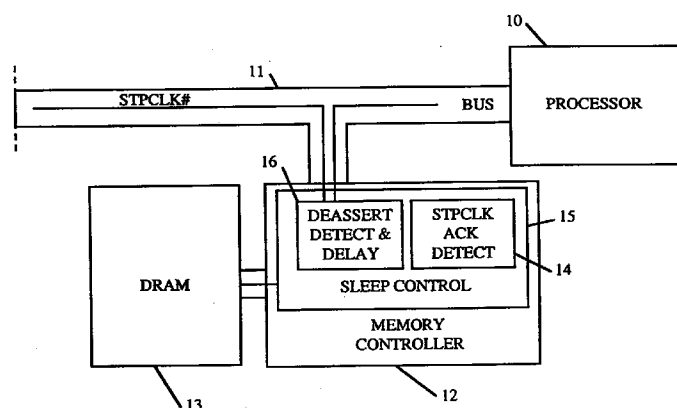 10
11
STPCLK#
BUS
PROCESSOR
16
DEASSERT
DETECT &
DELAY
STPCLK
ACK
DETECT
15
14
SLEEP CONTROL
DRAM
MEMORY
CONTROLLER
13
12